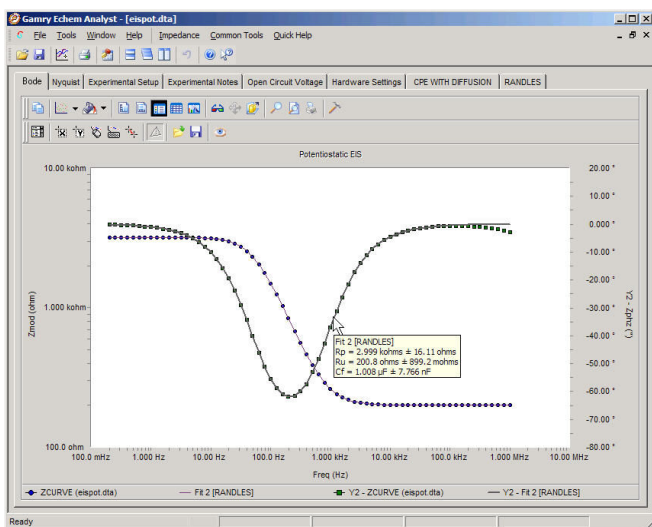 Gamry Echem Analyst - [eispot.dta]
File Tools Window Help Impedance Common Tools Quick Help
Bode Nyquist Experimental Setup Experimental Notes Open Circuit Voltage Hardware Settings CPE WITH DIFFUSION RANDLES
Potentiostatic EIS
10.00 kohm
1.000 kohm
100.0 ohm
Zmod (ohm)
20.00 °
10.00 °
0.000 °
-10.00 °
-20.00 °
-30.00 °
-40.00 °
-50.00 °
-60.00 °
-70.00 °
-80.00 °
Y2 - Zphz (°)
Fit 2 [RANDLES]
Rp = 2.999 kohms ± 16.11 ohms
Ru = 200.8 ohms ± 899.2 mohms
Cf = 1.008 µF ± 7.766 nF
100.0 mHz 1.000 Hz 10.00 Hz 100.0 Hz 1.000 kHz 10.00 kHz 100.0 kHz 1.000 MHz 10.00 MHz
Freq (Hz)
ZCURVE (eispot.dta) Fit 2 [RANDLES] Y2 - ZCURVE (eispot.dta) Y2 - Fit 2 [RANDLES]
Ready